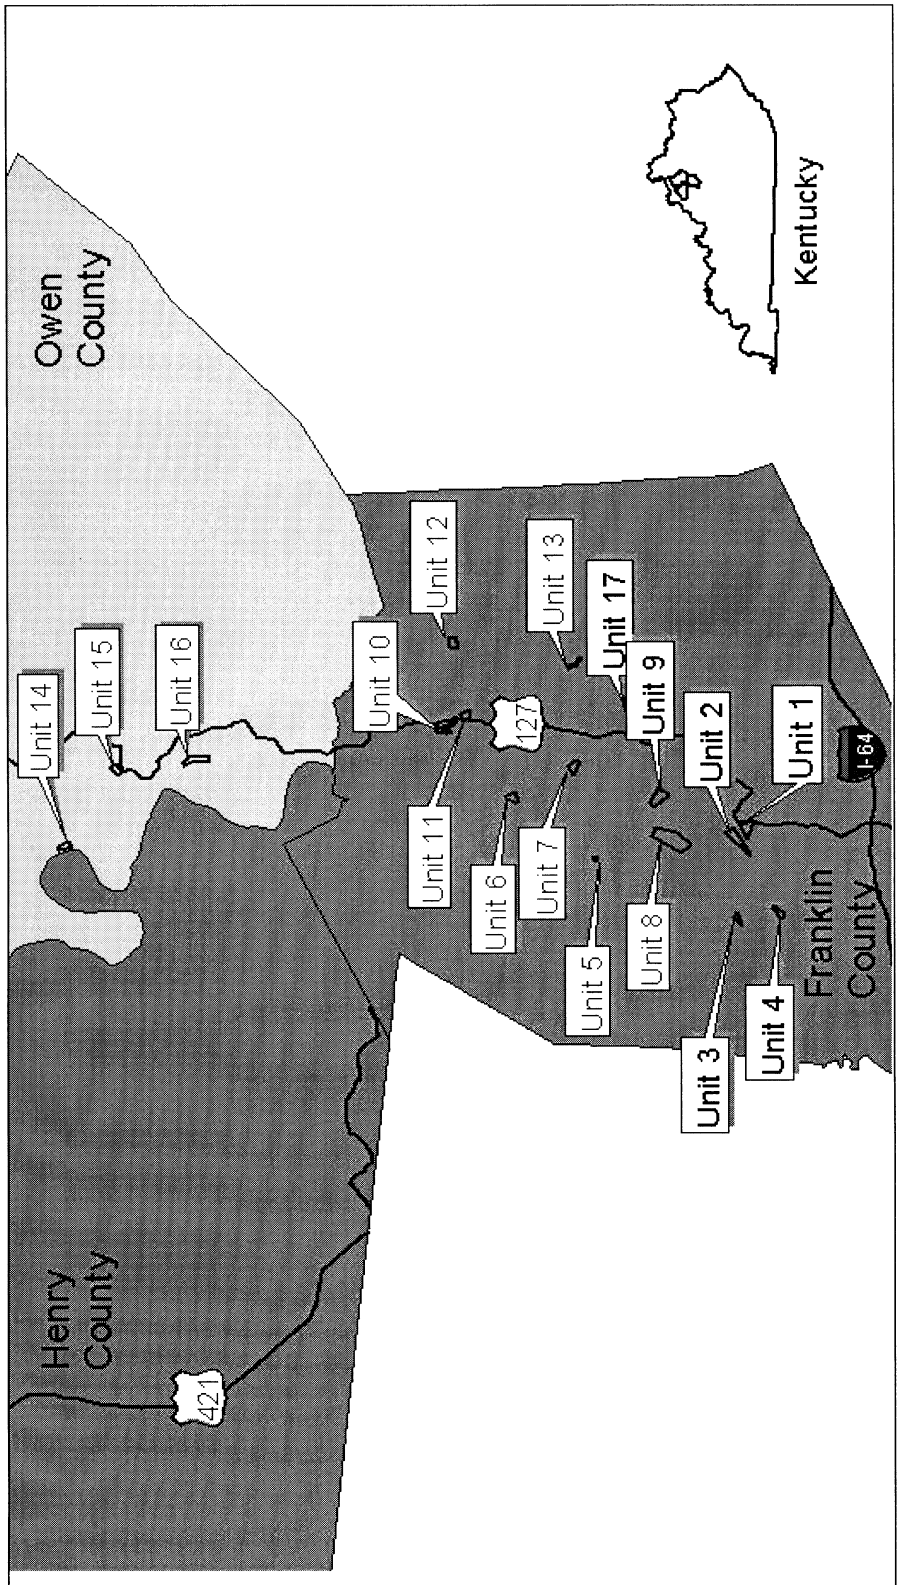 Owen
County
Henry
County
421
Unit 14
Unit 15
Unit 16
Unit 10
Unit 12
Unit 11
127
Unit 13
Unit 6
Unit 7
Unit 17
Unit 5
Unit 9
Unit 8
Unit 2
Unit 3
Unit 1
Unit 4
Franklin
County
I-64
Kentucky